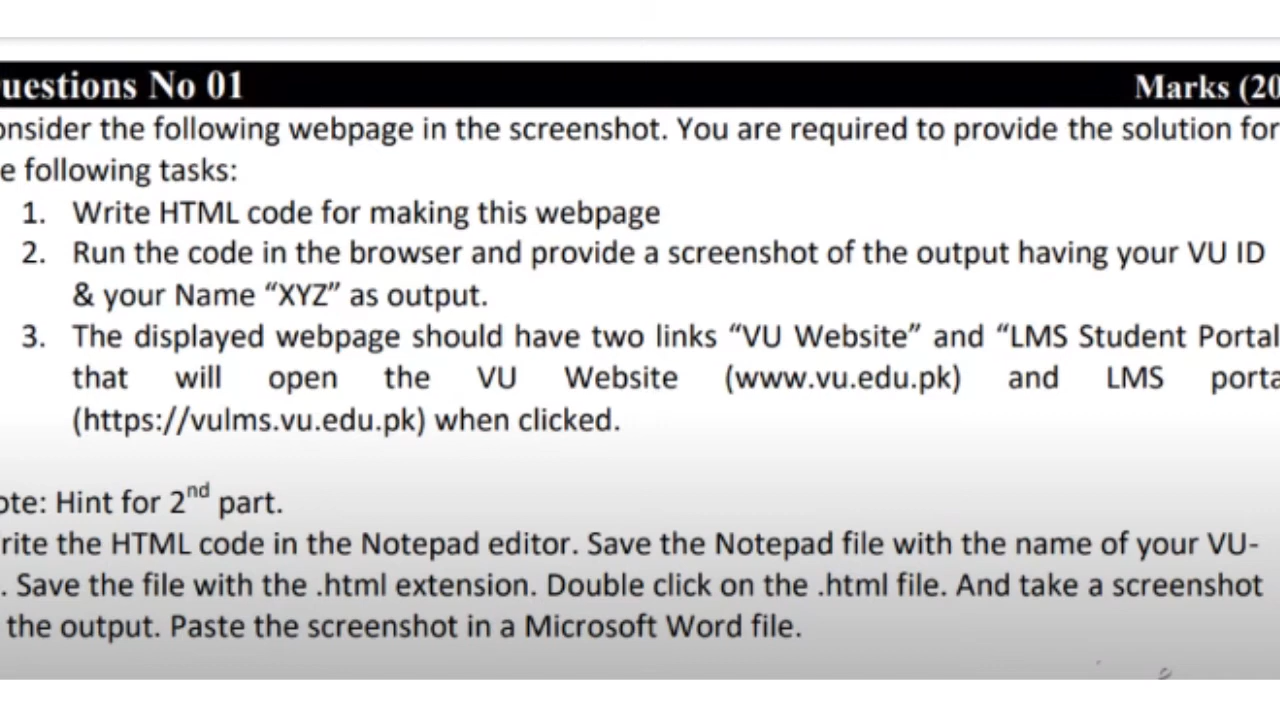 uestions No 01 Marks (20
onsider the following webpage in the screenshot. You are required to provide the solution for
e following tasks:
1. Write HTML code for making this webpage
2. Run the code in the browser and provide a screenshot of the output having your VU ID
& your Name “XYZ” as output.
3. The displayed webpage should have two links “VU Website” and “LMS Student Portal
that will open the VU Website (www.vu.edu.pk) and LMS porta
(https://vulms.vu.edu.pk) when clicked.
ote: Hint for 2nd part.
rite the HTML code in the Notepad editor. Save the Notepad file with the name of your VU-
. Save the file with the .html extension. Double click on the .html file. And take a screenshot
the output. Paste the screenshot in a Microsoft Word file.